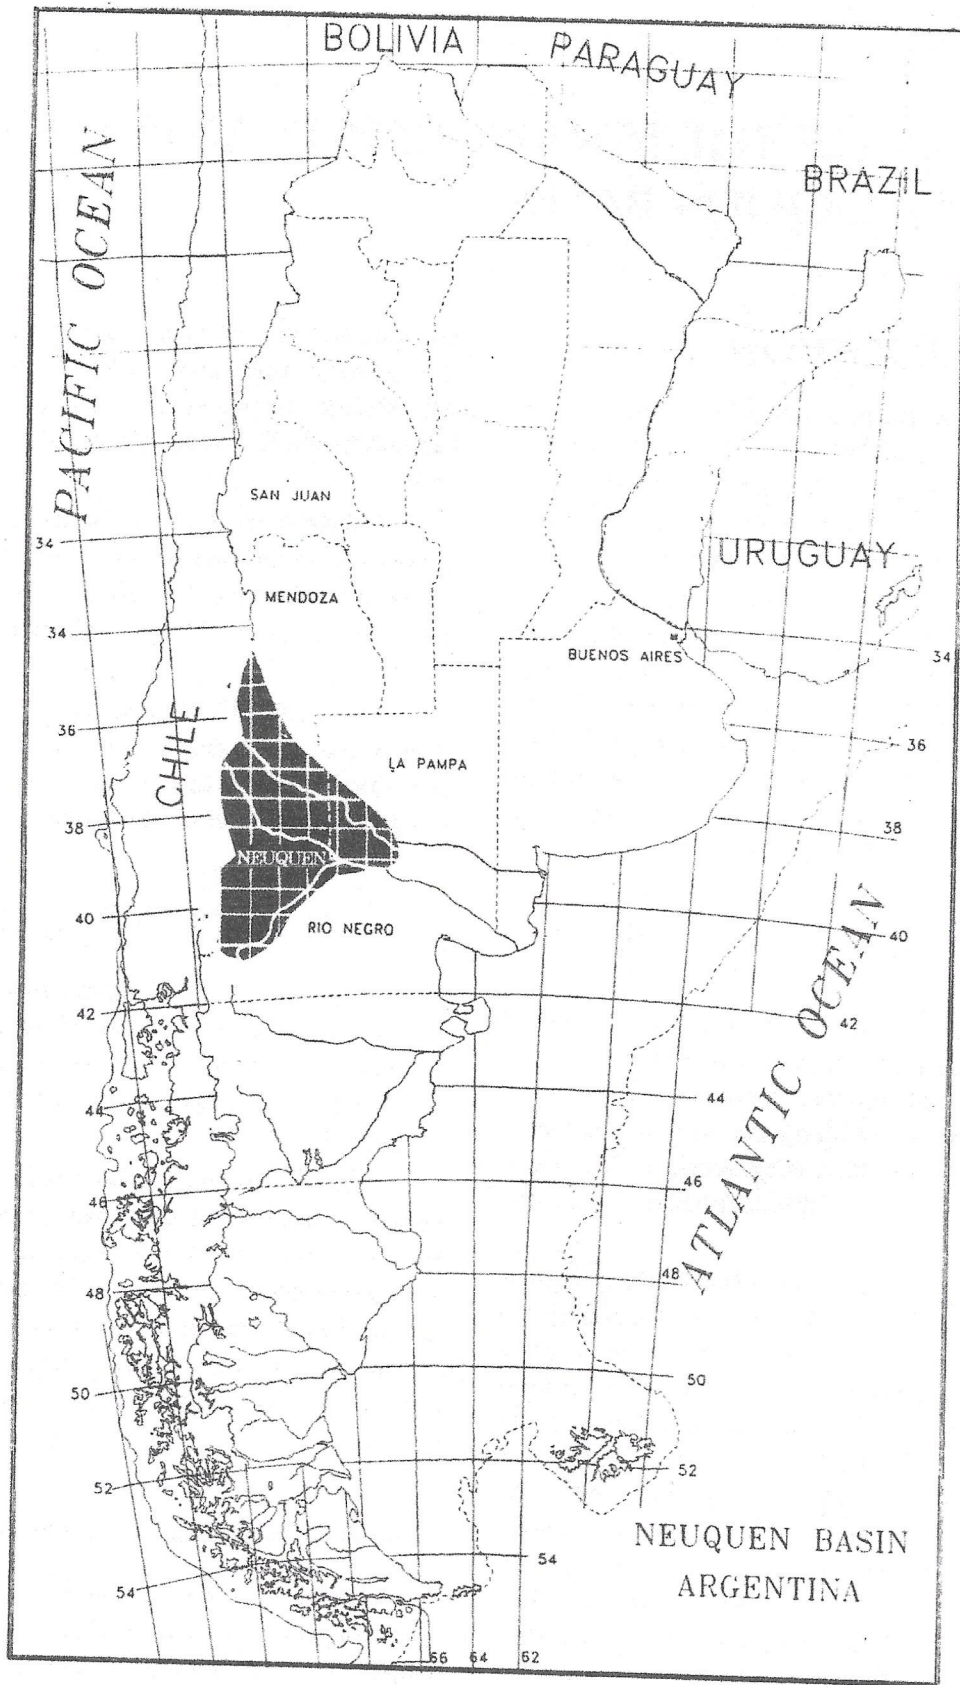 BOLIVIA
PARAGUAY
BRAZIL
PACIFIC OCEAN
SAN JUAN
34
URUGUAY
MENDOZA
34
BUENOS AIRES
34
36
CHILE
LA PAMPA
36
38
38
NEUQUEN
40
RIO NEGRO
40
ATLANTIC OCEAN
42
42
44
44
46
46
48
48
50
50
52
52
NEUQUEN BASIN
ARGENTINA
54
54
66 64 62